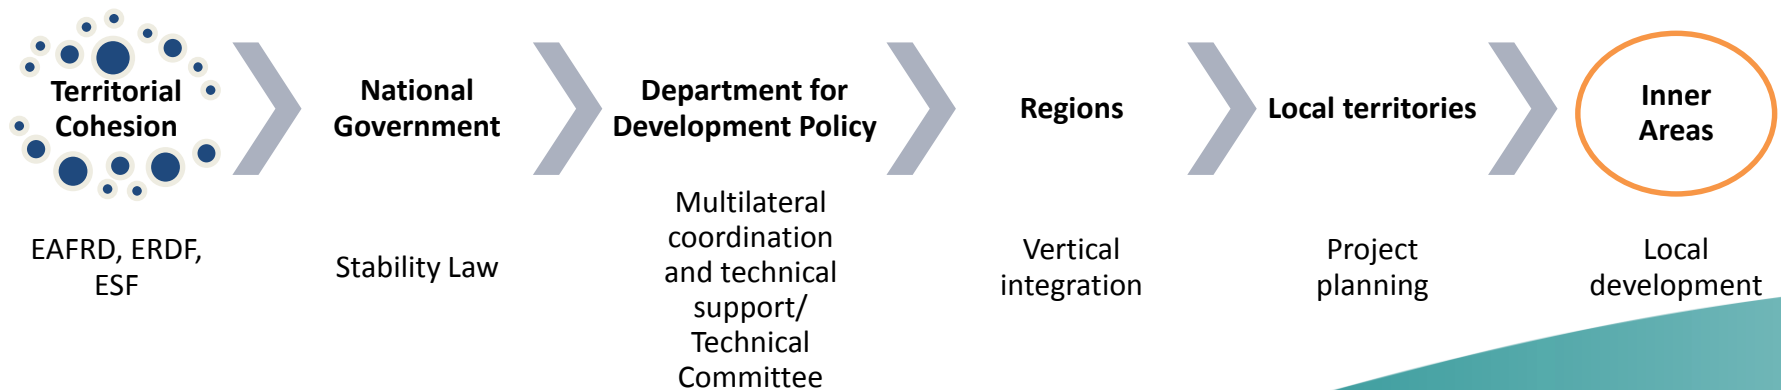 Territorial
Cohesion
EAFRD, ERDF,
ESF
National
Government
Stability Law
Department for
Development Policy
Multilateral
coordination
and technical
support/
Technical
Committee
Regions
Vertical
integration
Local territories
Project
planning
Inner
Areas
Local
development